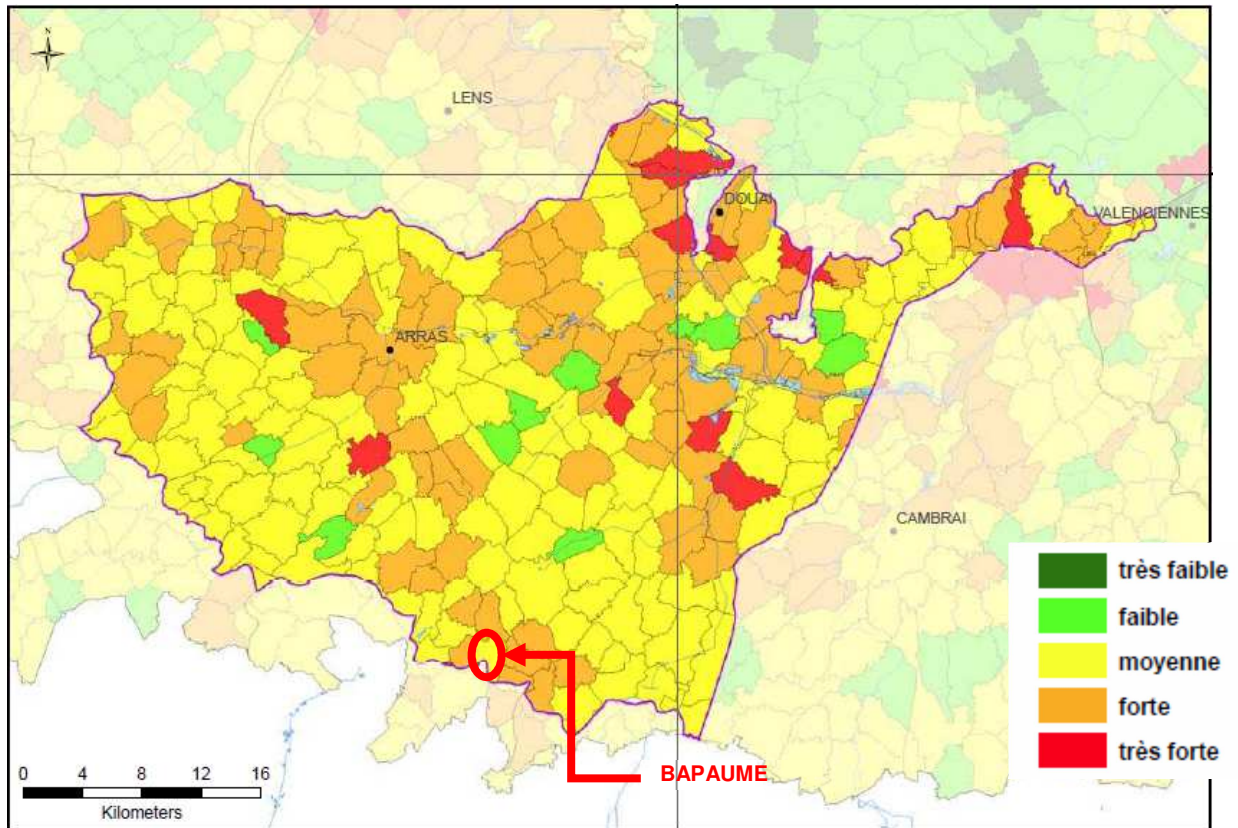 N
LENS
DOUAI
VALENCIENNES
ARRAS
CAMBRAI
très faible
faible
moyenne
forte
très forte
BAPAUME
0 4 8 12 16
Kilometers